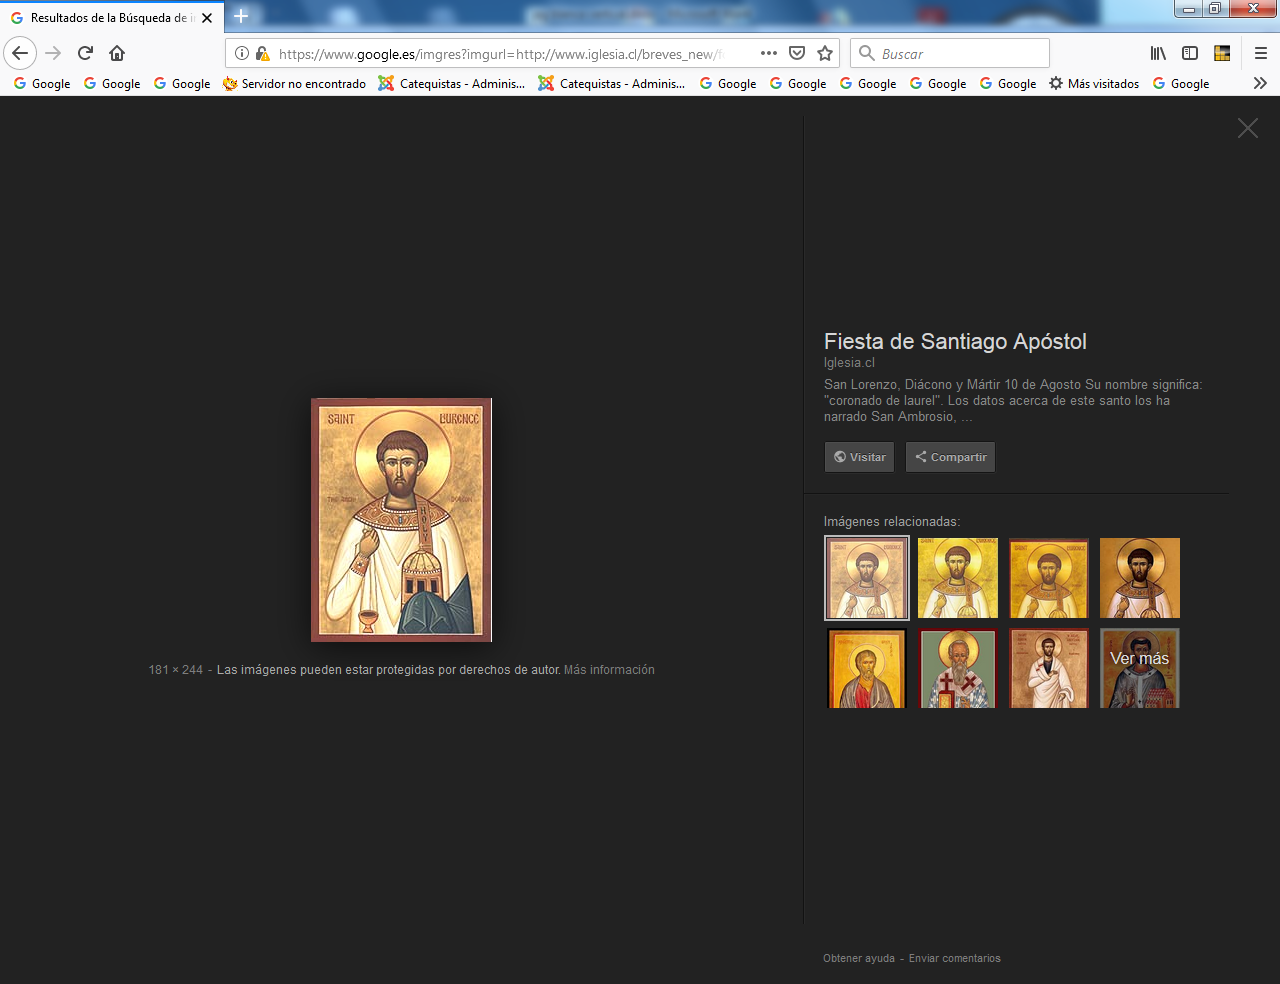 Resultados de la Búsqueda de i
https://www.google.es/imgres?imgurl=http://www.iglesia.cl/breves_new/f
Buscar
Google
Google
Google
Servidor no encontrado
Catequistas - Adminis...
Catequistas - Adminis...
Google
Google
Google
Google
Google
Más visitados
Google
Fiesta de Santiago Apóstol
Iglesia.cl
San Lorenzo, Diácono y Mártir 10 de Agosto Su nombre significa:
"coronado de laurel". Los datos acerca de este santo los ha
narrado San Ambrosio, ...
Visitar
Compartir
SAINT LAURENCE
HOLY
181 × 244 - Las imágenes pueden estar protegidas por derechos de autor. Más información
Imágenes relacionadas:
Ver más
Obtener ayuda - Enviar comentarios